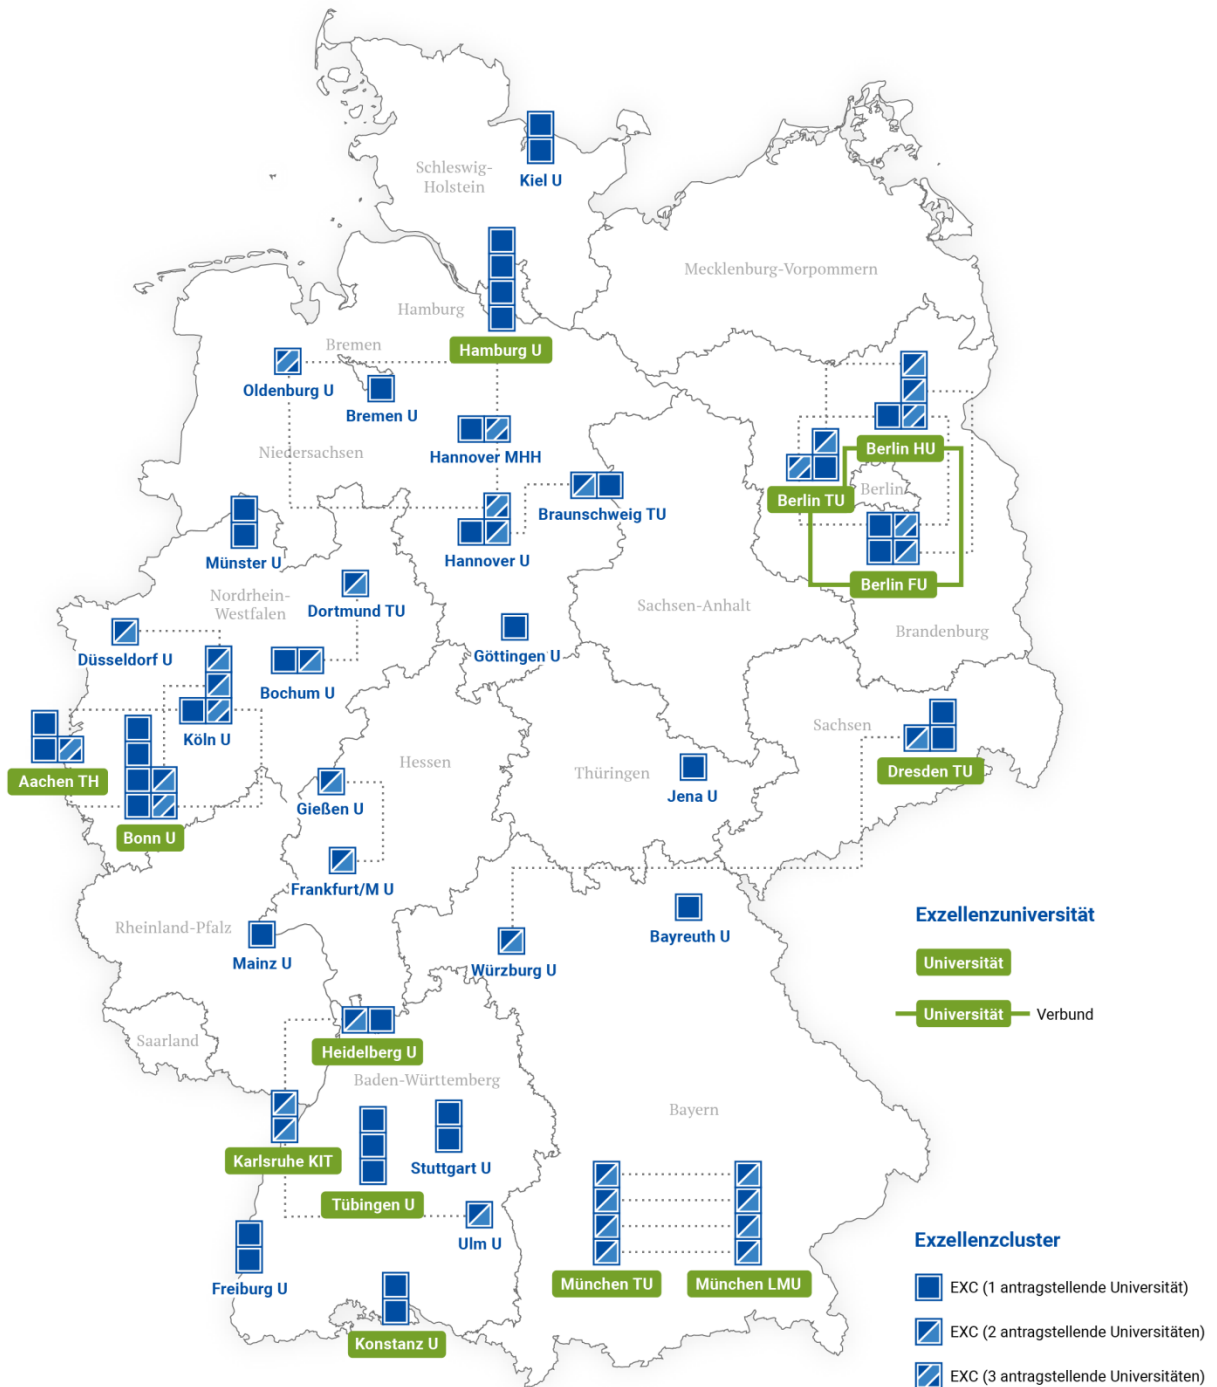 Schleswig-
Holstein
Kiel U
Mecklenburg-Vorpommern
Hamburg
Hamburg U
Bremen
Oldenburg U
Bremen U
Hannover MHH
Niedersachsen
Braunschweig TU
Hannover U
Berlin HU
Berlin
Berlin TU
Berlin FU
Münster U
Nordrhein-
Westfalen
Dortmund TU
Sachsen-Anhalt
Brandenburg
Düsseldorf U
Göttingen U
Bochum U
Köln U
Sachsen
Aachen TH
Hessen
Thüringen
Dresden TU
Jena U
Gießen U
Bonn U
Frankfurt/M U
Rheinland-Pfalz
Mainz U
Bayreuth U
Würzburg U
Saarland
Heidelberg U
Baden-Württemberg
Bayern
Karlsruhe KIT
Stuttgart U
Tübingen U
Ulm U
Freiburg U
München TU
München LMU
Konstanz U
Exzellenzuniversität
Universität
Universität Verbund
Exzellenzcluster
EXC (1 antragstellende Universität)
EXC (2 antragstellende Universitäten)
EXC (3 antragstellende Universitäten)